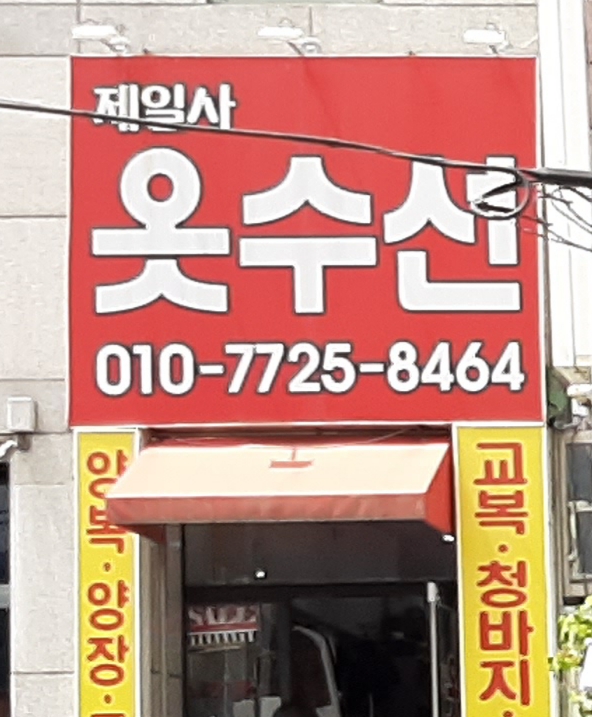 제일사
옷수선
010-7725-8464
양복·양장·
교복·청바지·